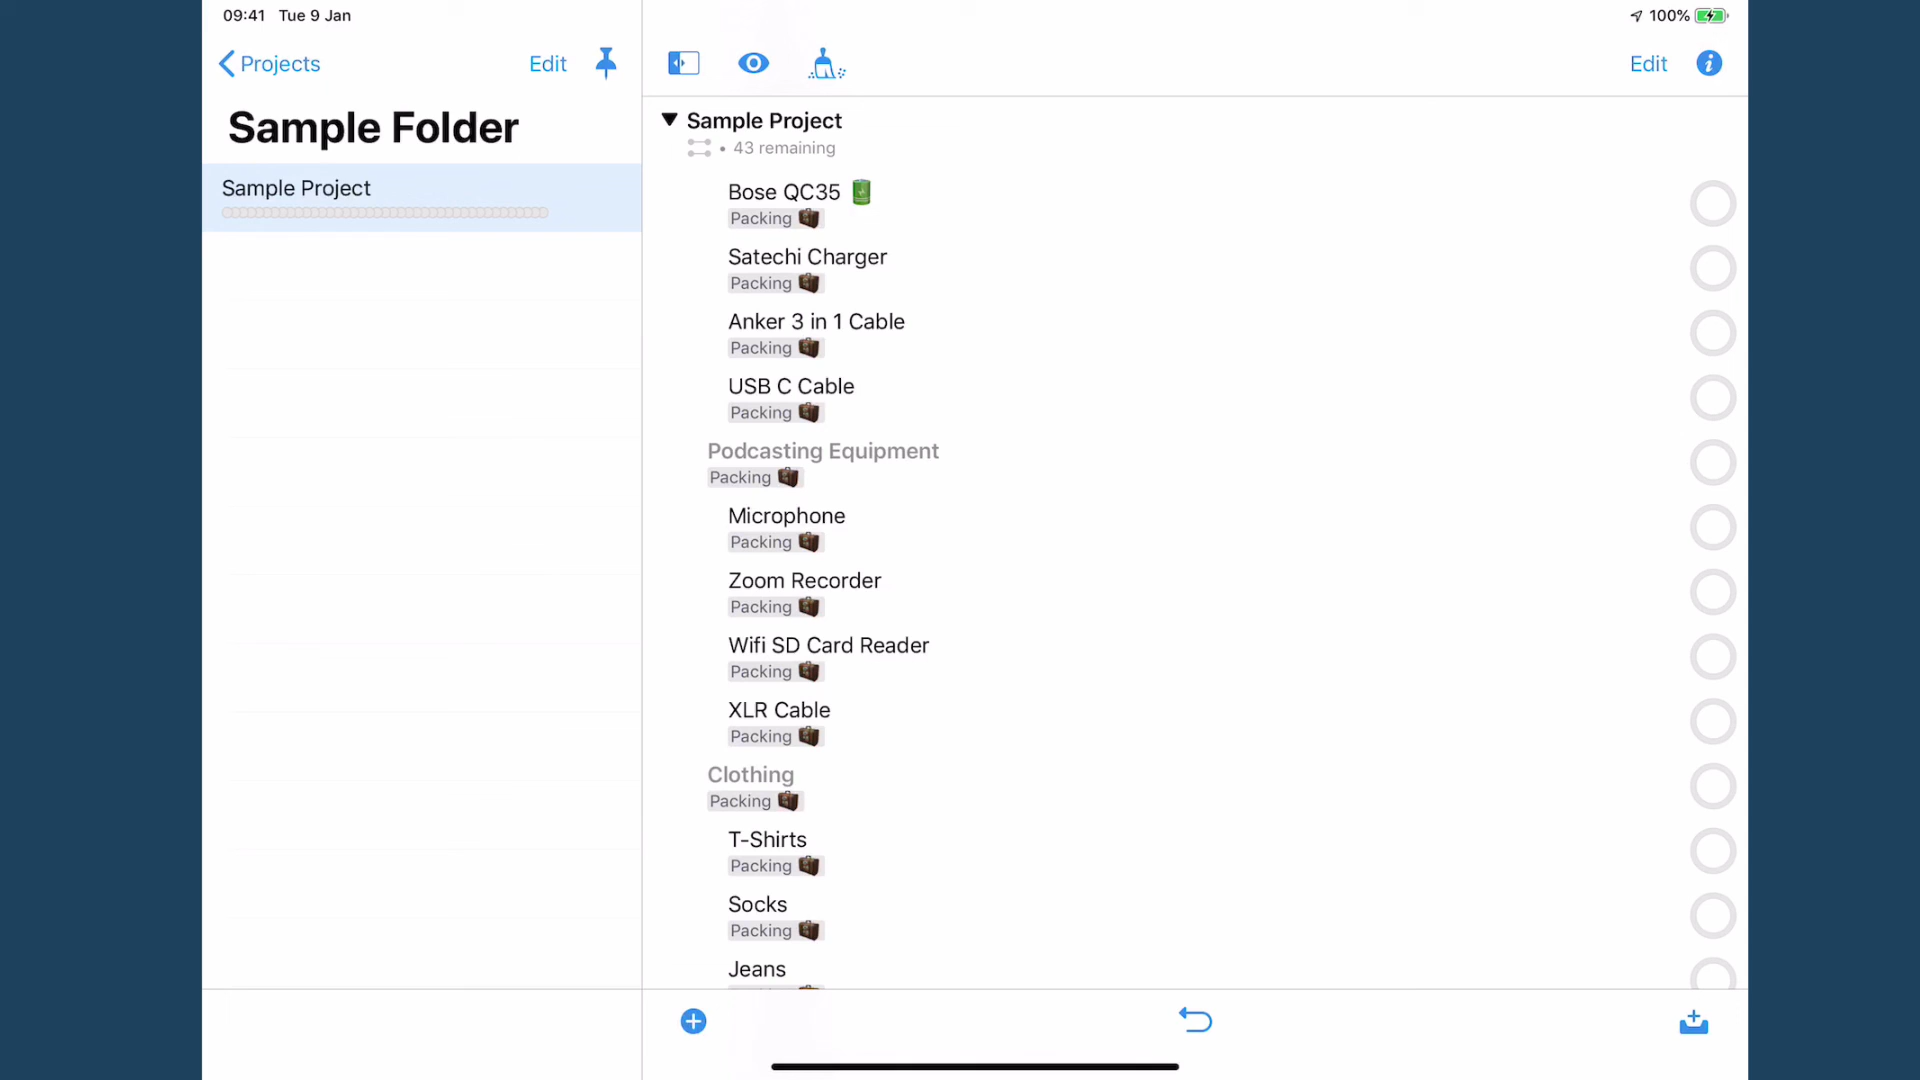 09:41 Tue 9 Jan
100%
Projects
Edit
Edit
Sample Folder
Sample Project
Sample Project
• 43 remaining
Bose QC35
Packing
Satechi Charger
Packing
Anker 3 in 1 Cable
Packing
USB C Cable
Packing
Podcasting Equipment
Packing
Microphone
Packing
Zoom Recorder
Packing
Wifi SD Card Reader
Packing
XLR Cable
Packing
Clothing
Packing
T-Shirts
Packing
Socks
Packing
Jeans